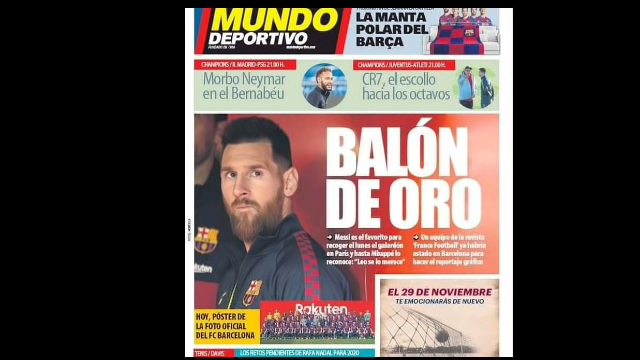 MUNDO
DEPORTIVO
LA MANTA
POLAR DEL
BARÇA
CHAMPIONS / R. MADRID-PSG 21.00 H.
Morbo Neymar
en el Bernabéu
CHAMPIONS / JUVENTUS-ATLETI 21.00 H.
CR7, el escollo
hacia los octavos
BALÓN
DE ORO
Messi es el favorito para
recoger el lunes el galardón
en París y hasta Mbappé lo
reconoce: "Leo se lo merece"
Un equipo de la revista
'France Football' ya habría
estado en Barcelona para
hacer el reportaje gráfico
Rakuten
HOY, PÓSTER DE
LA FOTO OFICIAL
DEL FC BARCELONA
EL 29 DE NOVIEMBRE
TE EMOCIONARÁS DE NUEVO
TENIS / DAVIS
LOS RETOS PENDIENTES DE RAFA NADAL PARA 2020